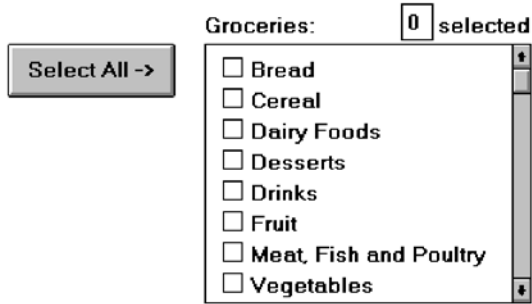 Groceries: 0 selected
Select All ->
Bread
Cereal
Dairy Foods
Desserts
Drinks
Fruit
Meat, Fish and Poultry
Vegetables